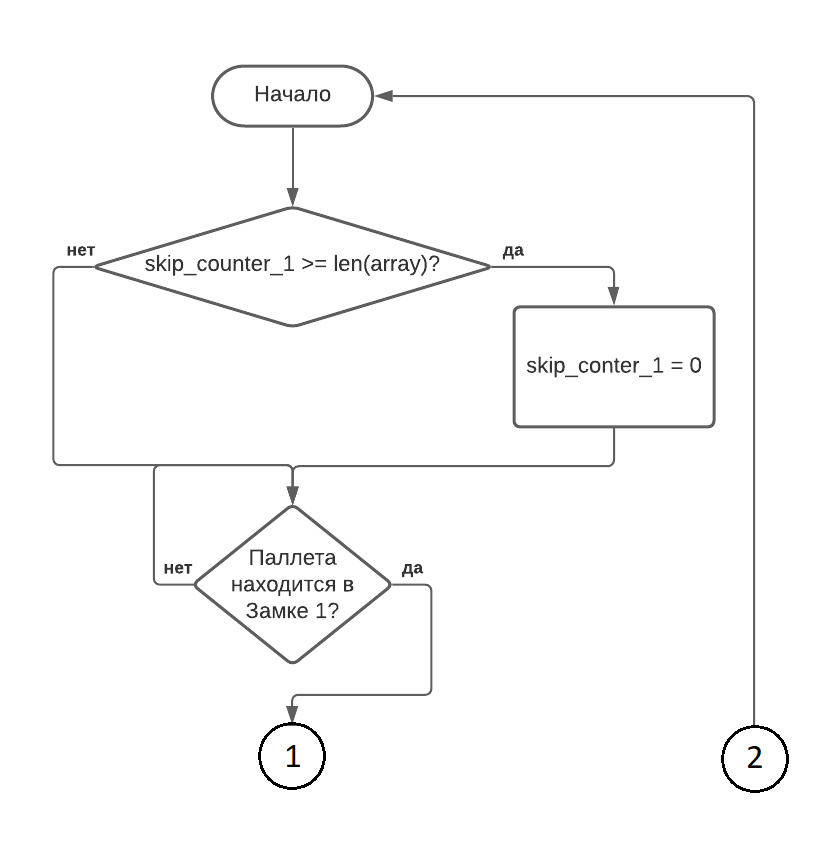 Начало
нет
skip_counter_1 >= len(array)?
да
skip_conter_1 = 0
нет
Паллета
находится в
Замке 1?
да
1
2